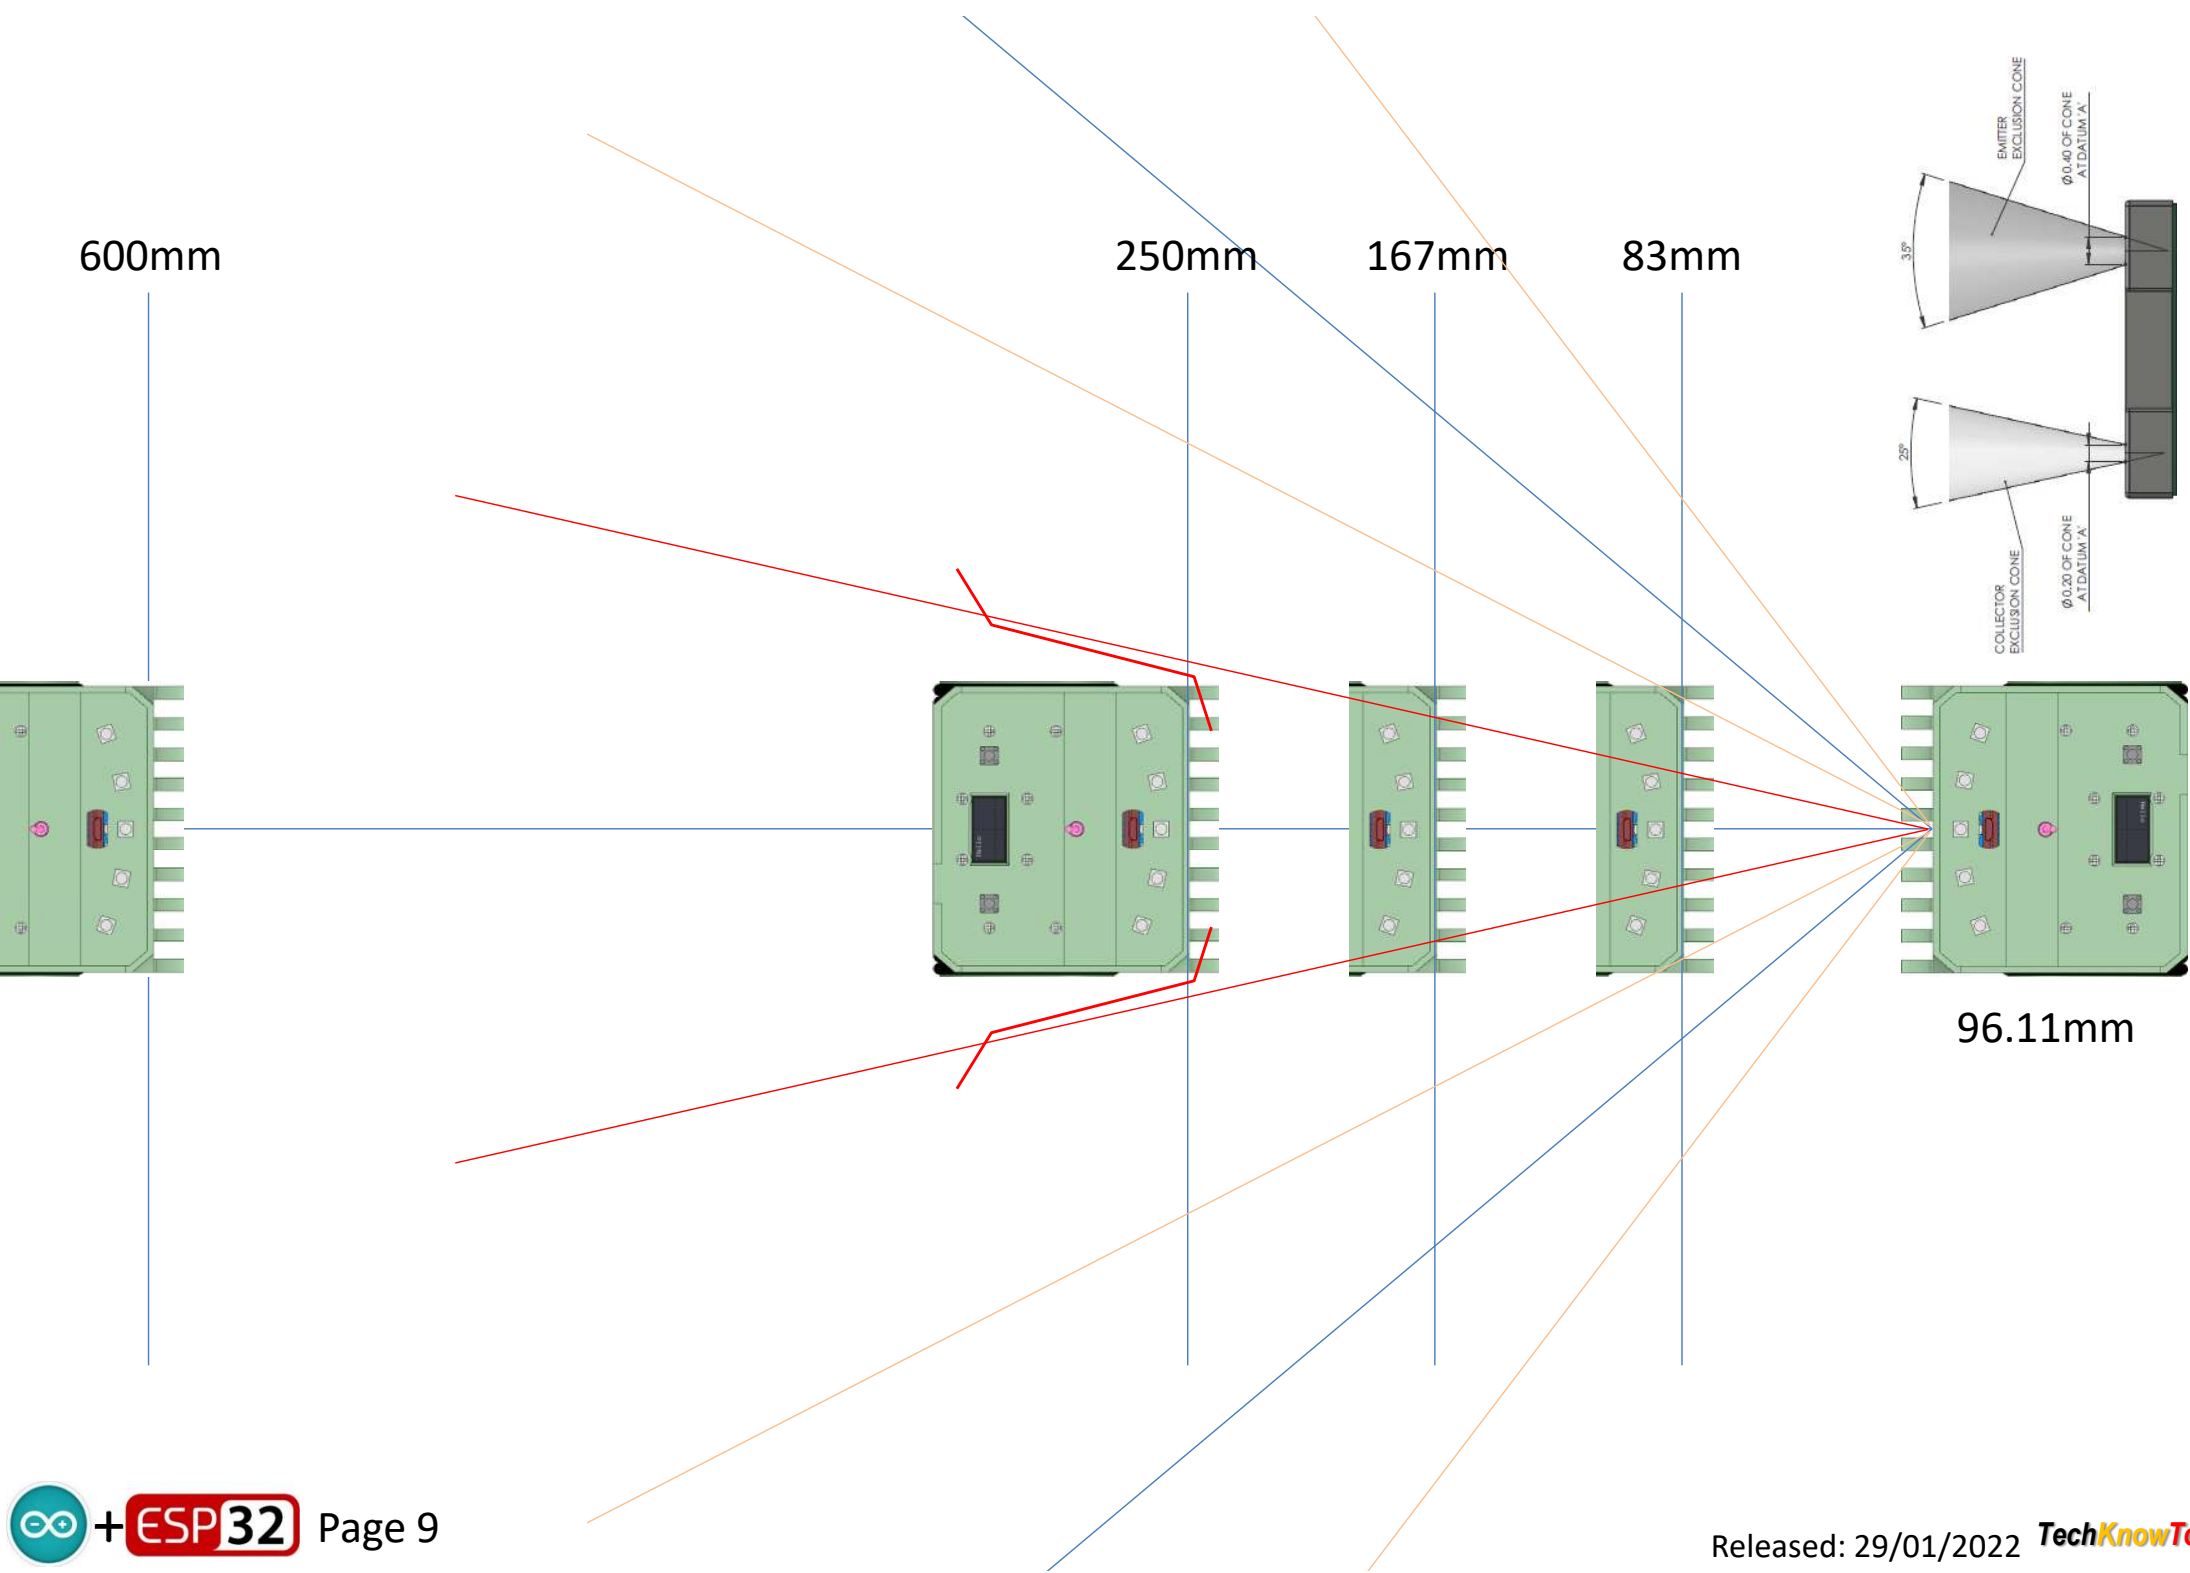 600mm
250mm
167mm
83mm
EMITTER
EXCLUSION CONE
Ø0.40 OF CONE
AT DATUM 'A'
35°
25°
COLLECTOR
EXCLUSION CONE
Ø0.20 OF CONE
AT DATUM 'A'
96.11mm
+ ESP32 Page 9
Released: 29/01/2022 TechKnowTo